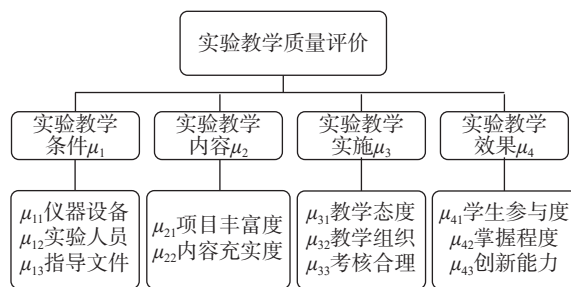 实验教学质量评价
实验教学
条件μ₁
实验教学
内容μ₂
实验教学
实施μ₃
实验教学
效果μ₄
μ₁₁仪器设备
μ₁₂实验人员
μ₁₃指导文件
μ₂₁项目丰富度
μ₂₂内容充实度
μ₃₁教学态度
μ₃₂教学组织
μ₃₃考核合理
μ₄₁学生参与度
μ₄₂掌握程度
μ₄₃创新能力